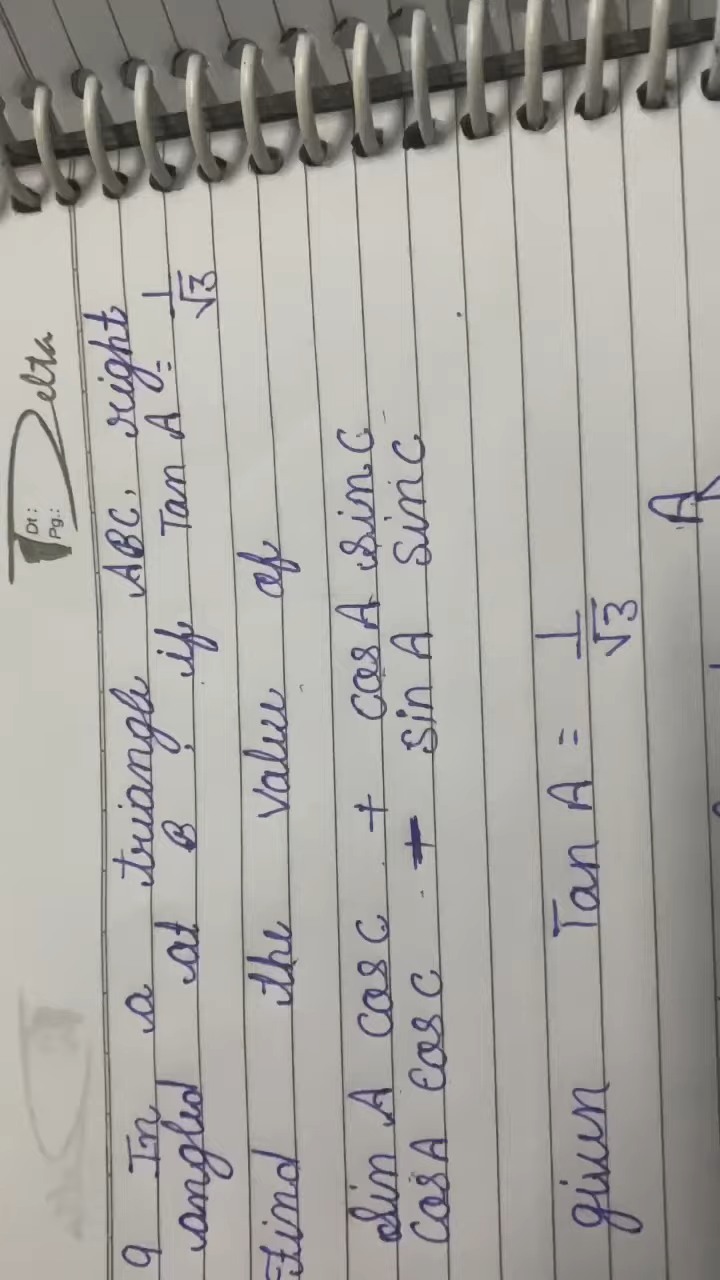 Delta
Dt.:
Pg.:
9 In a triangle ABC, right
angled at B, if Tan A = 1/√3
Find the value of
sin A cos C + cos A sin C
cos A cos C + sin A sin C
given Tan A = 1/√3
A